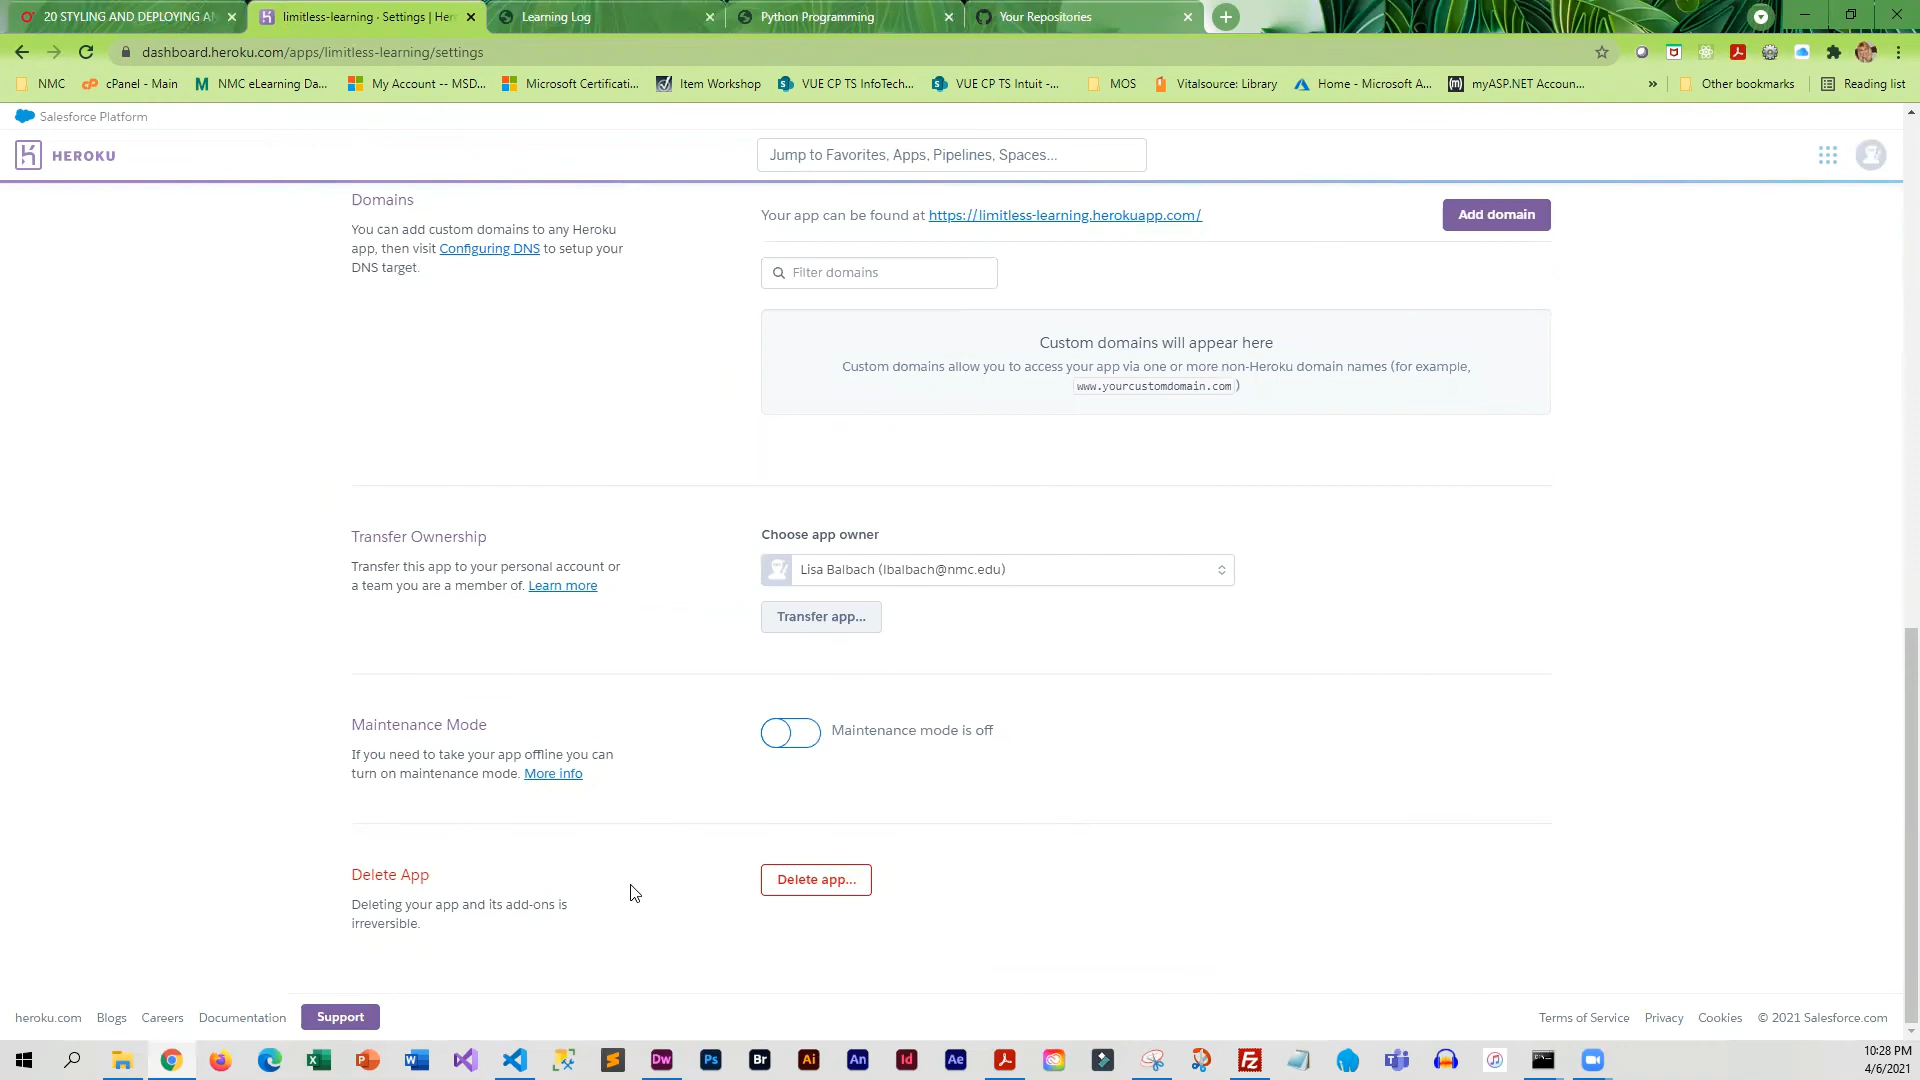 20 STYLING AND DEPLOYING A
limitless-learning · Settings | Her
Learning Log
Python Programming
Your Repositories
dashboard.heroku.com/apps/limitless-learning/settings
NMC
cPanel - Main
NMC eLearning Da...
My Account -- MSD...
Microsoft Certificati...
Item Workshop
VUE CP TS InfoTech...
VUE CP TS Intuit -...
MOS
Vitalsource: Library
Home - Microsoft A...
myASP.NET Accoun...
»
Other bookmarks
Reading list
Salesforce Platform
HEROKU
Jump to Favorites, Apps, Pipelines, Spaces...
Domains
You can add custom domains to any Heroku
app, then visit Configuring DNS to setup your
DNS target.
Your app can be found at https://limitless-learning.herokuapp.com/
Add domain
Filter domains
Custom domains will appear here
Custom domains allow you to access your app via one or more non-Heroku domain names (for example,
www.yourcustomdomain.com )
Transfer Ownership
Transfer this app to your personal account or
a team you are a member of. Learn more
Choose app owner
Lisa Balbach (lbalbach@nmc.edu)
Transfer app...
Maintenance Mode
If you need to take your app offline you can
turn on maintenance mode. More info
Maintenance mode is off
Delete App
Deleting your app and its add-ons is
irreversible.
Delete app...
heroku.com
Blogs
Careers
Documentation
Support
Terms of Service
Privacy
Cookies
© 2021 Salesforce.com
Dw
Ps
Br
Ai
An
Id
Ae
10:28 PM
4/6/2021